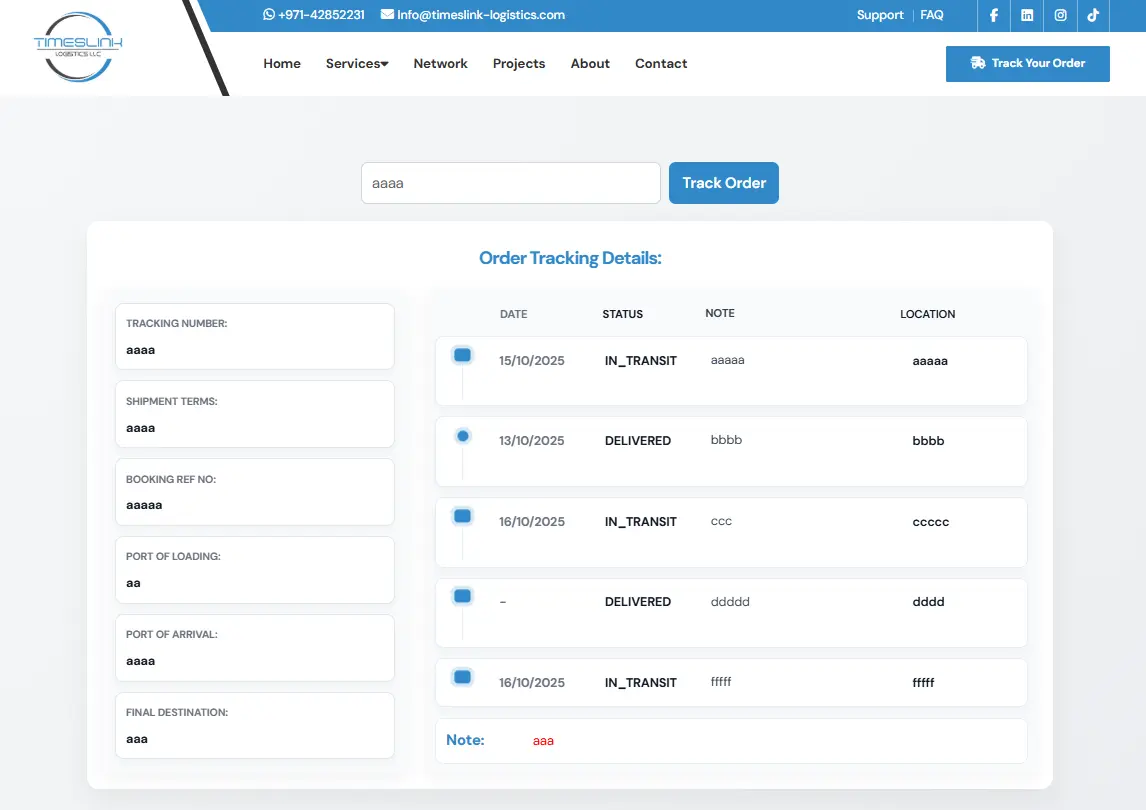 TIMESLINK
LOGISTICS LLC
+971-42852231 Info@timeslink-logistics.com Support FAQ
Home Services Network Projects About Contact Track Your Order
aaaa Track Order
Order Tracking Details:
TRACKING NUMBER:
aaaa
SHIPMENT TERMS:
aaaa
BOOKING REF NO:
aaaaa
PORT OF LOADING:
aa
PORT OF ARRIVAL:
aaaa
FINAL DESTINATION:
aaa
DATE STATUS NOTE LOCATION
15/10/2025 IN_TRANSIT aaaaa aaaaa
13/10/2025 DELIVERED bbbb bbbb
16/10/2025 IN_TRANSIT ccc ccccc
- DELIVERED ddddd dddd
16/10/2025 IN_TRANSIT fffff fffff
Note: aaa